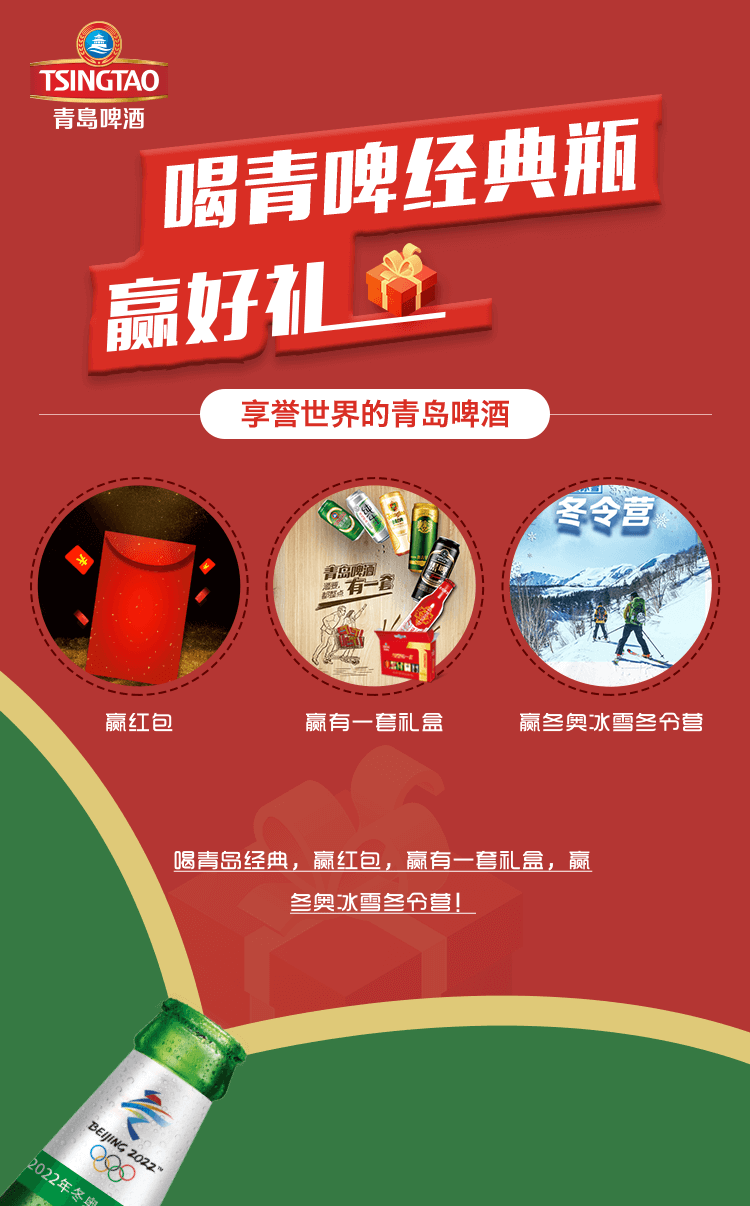 TSINGTAO
青島啤酒
喝青啤经典瓶
赢好礼
享誉世界的青岛啤酒
冬令营
青岛啤酒
有一套
赢红包
赢有一套礼盒
赢冬奥冰雪冬令营
喝青岛经典，赢红包，赢有一套礼盒，赢
冬奥冰雪冬令营！
BEIJING 2022™
2022年冬奥